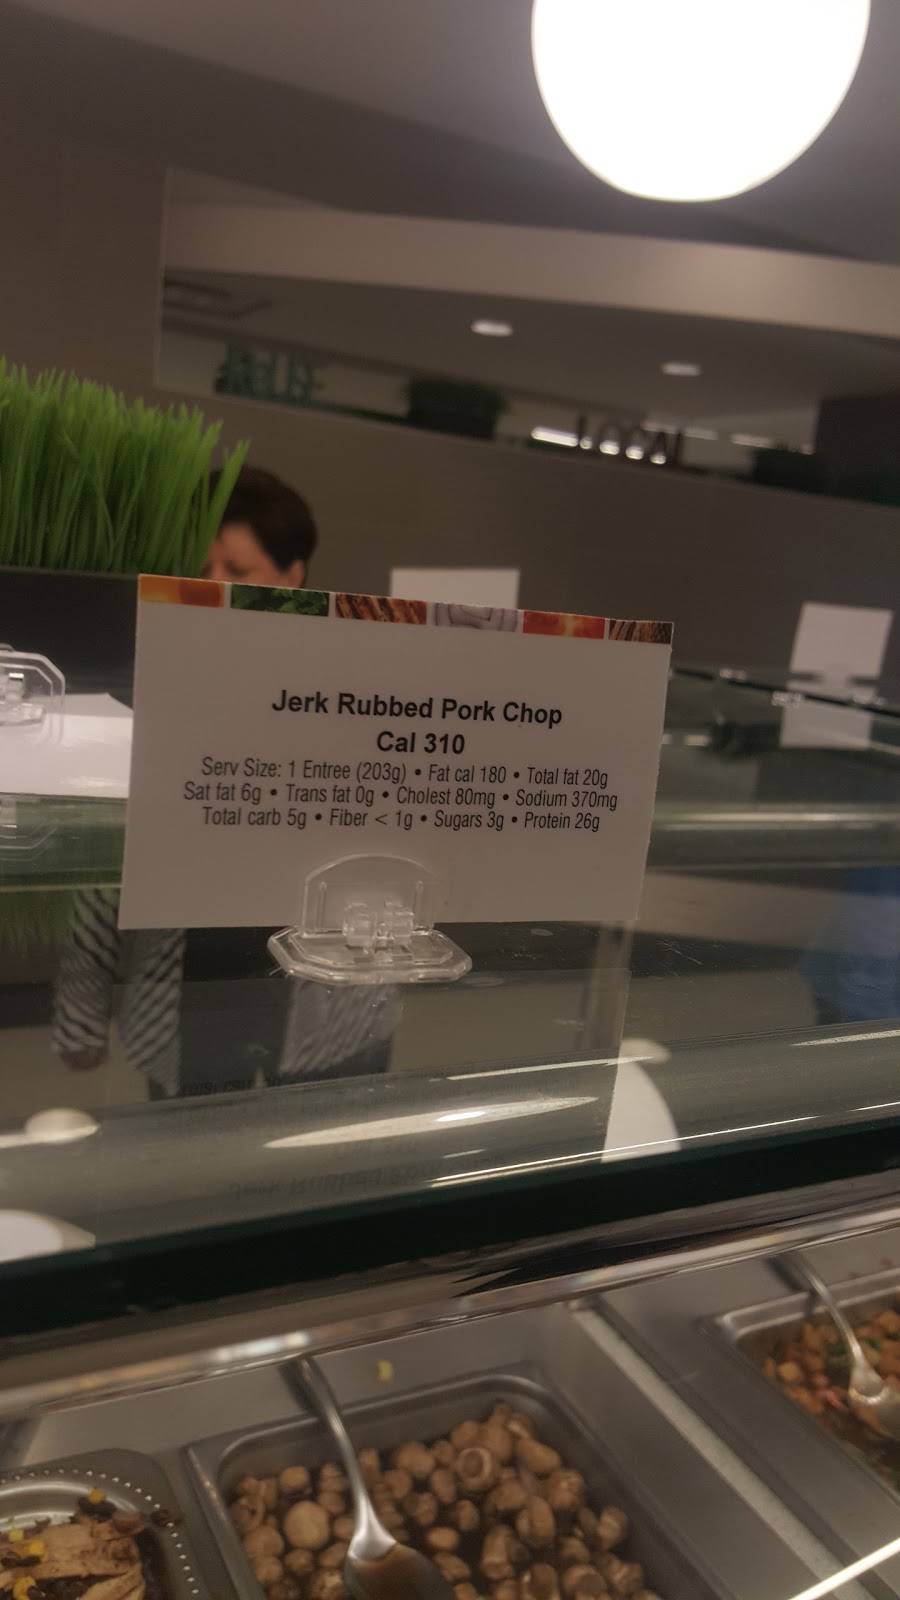 LOCAL
Jerk Rubbed Pork Chop
Cal 310
Serv Size: 1 Entree (203g) • Fat cal 180 • Total fat 20g
Sat fat 6g • Trans fat 0g • Cholest 80mg • Sodium 370mg
Total carb 5g • Fiber < 1g • Sugars 3g • Protein 26g